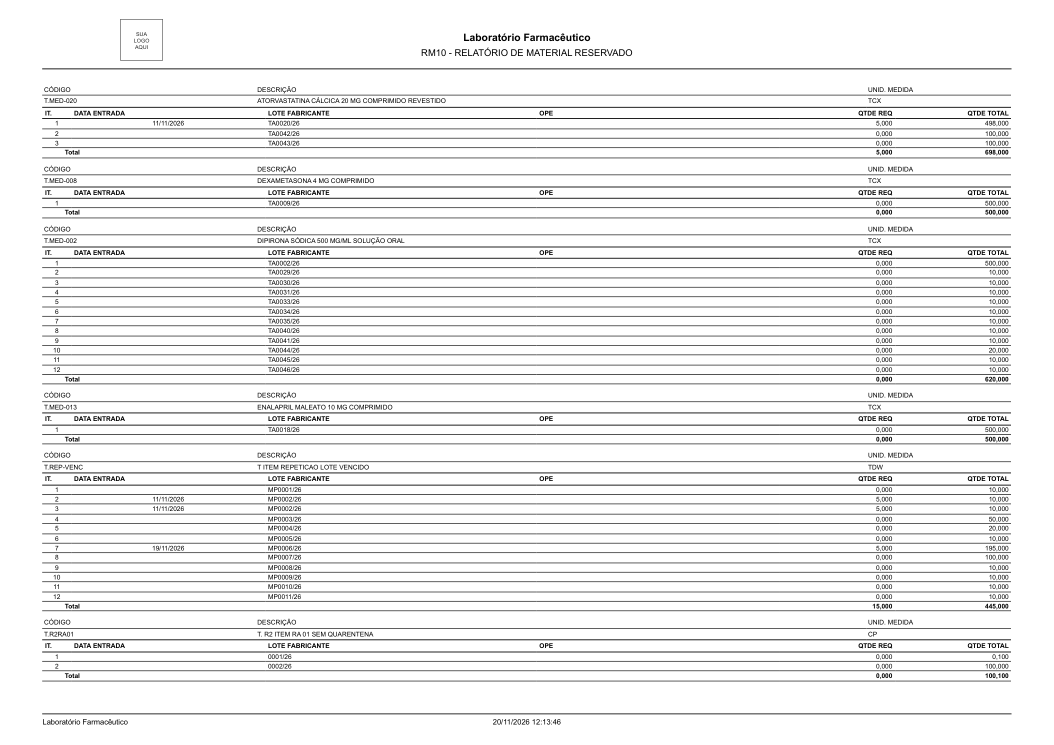 SUA
LOGO
AQUI
Laboratório Farmacêutico
RM10 - RELATÓRIO DE MATERIAL RESERVADO
CÓDIGO DESCRIÇÃO UNID. MEDIDA
T.MED-020 ATORVASTATINA CÁLCICA 20 MG COMPRIMIDO REVESTIDO TCX
IT. DATA ENTRADA LOTE FABRICANTE OPE QTDE REQ QTDE TOTAL
1 11/11/2026 TA0020/26 5,000 498,000
2 TA0042/26 0,000 100,000
3 TA0043/26 0,000 100,000
Total 5,000 698,000
CÓDIGO DESCRIÇÃO UNID. MEDIDA
T.MED-008 DEXAMETASONA 4 MG COMPRIMIDO TCX
IT. DATA ENTRADA LOTE FABRICANTE OPE QTDE REQ QTDE TOTAL
1 TA0009/26 0,000 500,000
Total 0,000 500,000
CÓDIGO DESCRIÇÃO UNID. MEDIDA
T.MED-002 DIPIRONA SÓDICA 500 MG/ML SOLUÇÃO ORAL TCX
IT. DATA ENTRADA LOTE FABRICANTE OPE QTDE REQ QTDE TOTAL
1 TA0002/26 0,000 500,000
2 TA0029/26 0,000 10,000
3 TA0030/26 0,000 10,000
4 TA0031/26 0,000 10,000
5 TA0033/26 0,000 10,000
6 TA0034/26 0,000 10,000
7 TA0035/26 0,000 10,000
8 TA0040/26 0,000 10,000
9 TA0041/26 0,000 10,000
10 TA0044/26 0,000 20,000
11 TA0045/26 0,000 10,000
12 TA0046/26 0,000 10,000
Total 0,000 620,000
CÓDIGO DESCRIÇÃO UNID. MEDIDA
T.MED-013 ENALAPRIL MALEATO 10 MG COMPRIMIDO TCX
IT. DATA ENTRADA LOTE FABRICANTE OPE QTDE REQ QTDE TOTAL
1 TA0018/26 0,000 500,000
Total 0,000 500,000
CÓDIGO DESCRIÇÃO UNID. MEDIDA
T.REP-VENC T ITEM REPETICAO LOTE VENCIDO TDW
IT. DATA ENTRADA LOTE FABRICANTE OPE QTDE REQ QTDE TOTAL
1 MP0001/26 0,000 10,000
2 11/11/2026 MP0002/26 5,000 10,000
3 11/11/2026 MP0002/26 5,000 10,000
4 MP0003/26 0,000 50,000
5 MP0004/26 0,000 20,000
6 MP0005/26 0,000 10,000
7 19/11/2026 MP0006/26 5,000 195,000
8 MP0007/26 0,000 100,000
9 MP0008/26 0,000 10,000
10 MP0009/26 0,000 10,000
11 MP0010/26 0,000 10,000
12 MP0011/26 0,000 10,000
Total 15,000 445,000
CÓDIGO DESCRIÇÃO UNID. MEDIDA
T.R2RA01 T. R2 ITEM RA 01 SEM QUARENTENA CP
IT. DATA ENTRADA LOTE FABRICANTE OPE QTDE REQ QTDE TOTAL
1 0001/26 0,000 0,100
2 0002/26 0,000 100,000
Total 0,000 100,100
Laboratório Farmacêutico 20/11/2026 12:13:46